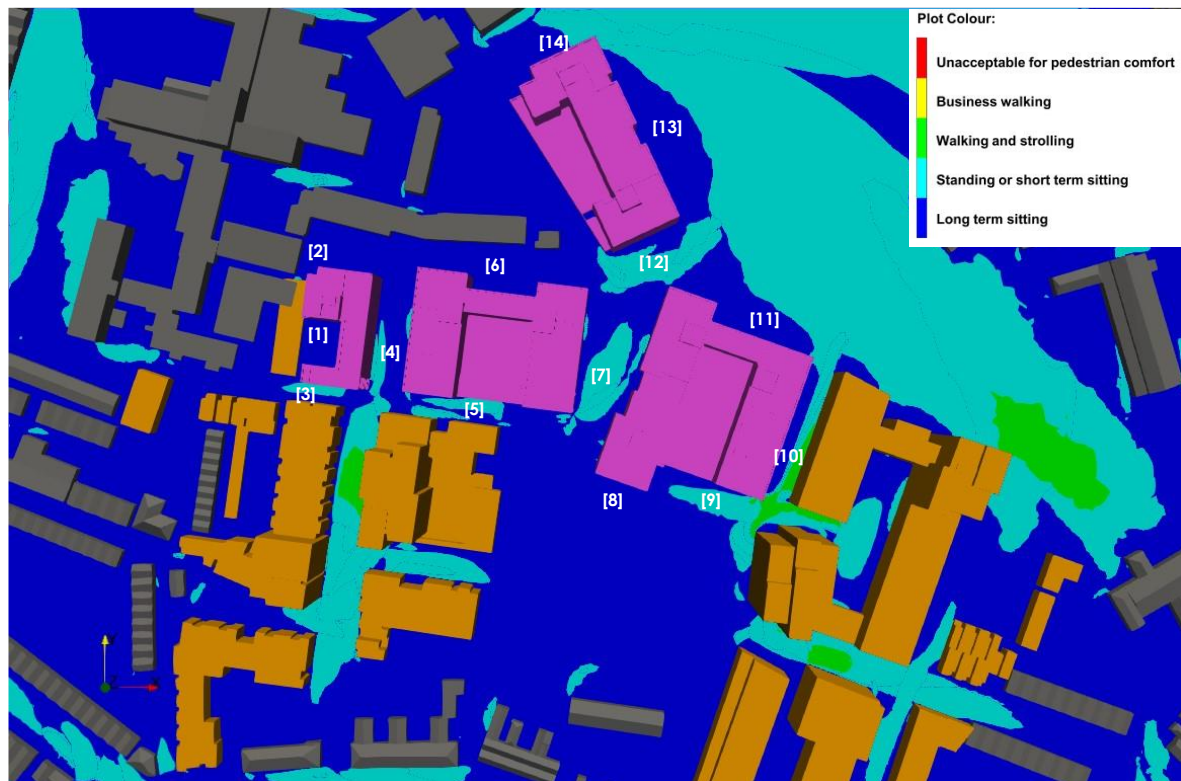 Plot Colour:
Unacceptable for pedestrian comfort
Business walking
Walking and strolling
Standing or short term sitting
Long term sitting
[14]
[13]
[2]
[6]
[12]
[1]
[11]
[4]
[7]
[3]
[5]
[10]
[8]
[9]